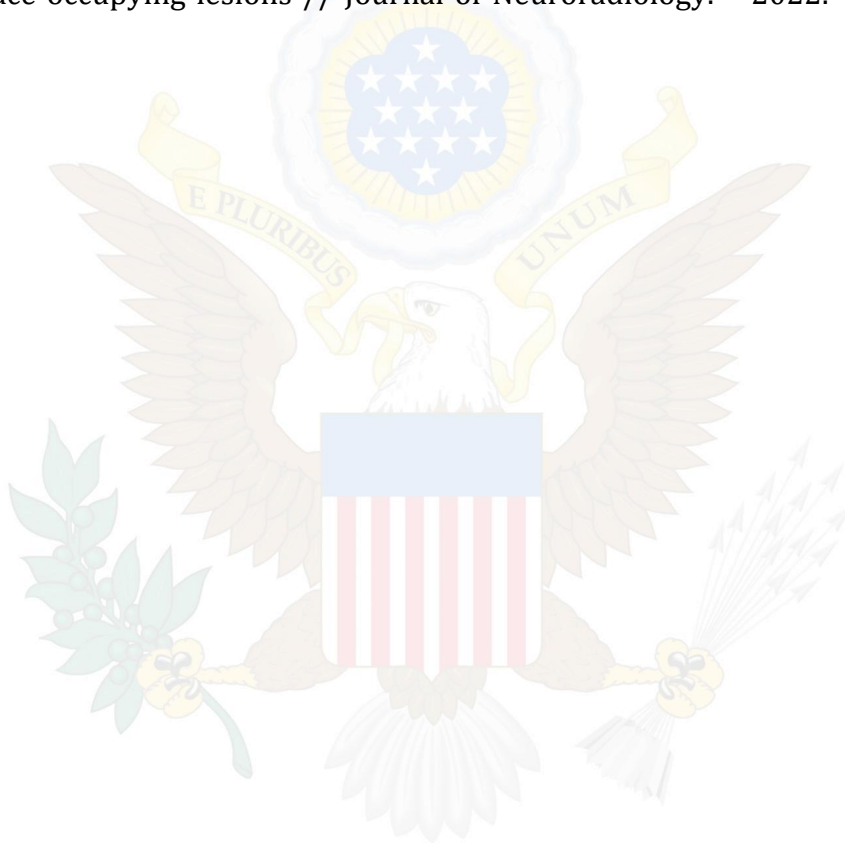 ace-occupying lesions // Journal of Neuroradiology. – 2022.
E PLURIBUS
UNUM